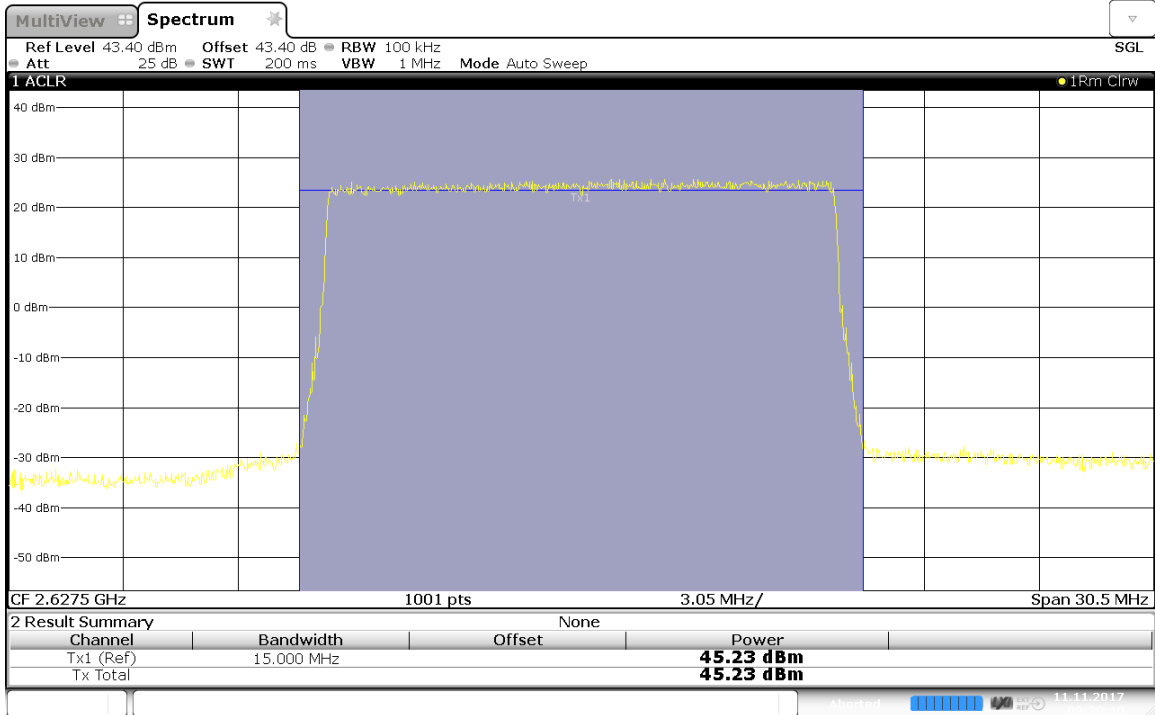 MultiView Spectrum
Ref Level 43.40 dBm Offset 43.40 dB RBW 100 kHz SGL
Att 25 dB SWT 200 ms VBW 1 MHz Mode Auto Sweep
1 ACLR 1Rm Clrw
40 dBm
30 dBm
20 dBm
Tx1
10 dBm
0 dBm
-10 dBm
-20 dBm
-30 dBm
-40 dBm
-50 dBm
CF 2.6275 GHz 1001 pts 3.05 MHz/ Span 30.5 MHz
2 Result Summary None
Channel Bandwidth Offset Power
Tx1 (Ref) 15.000 MHz 45.23 dBm
Tx Total 45.23 dBm
Aborted LXI EXT REF 11.11.2017